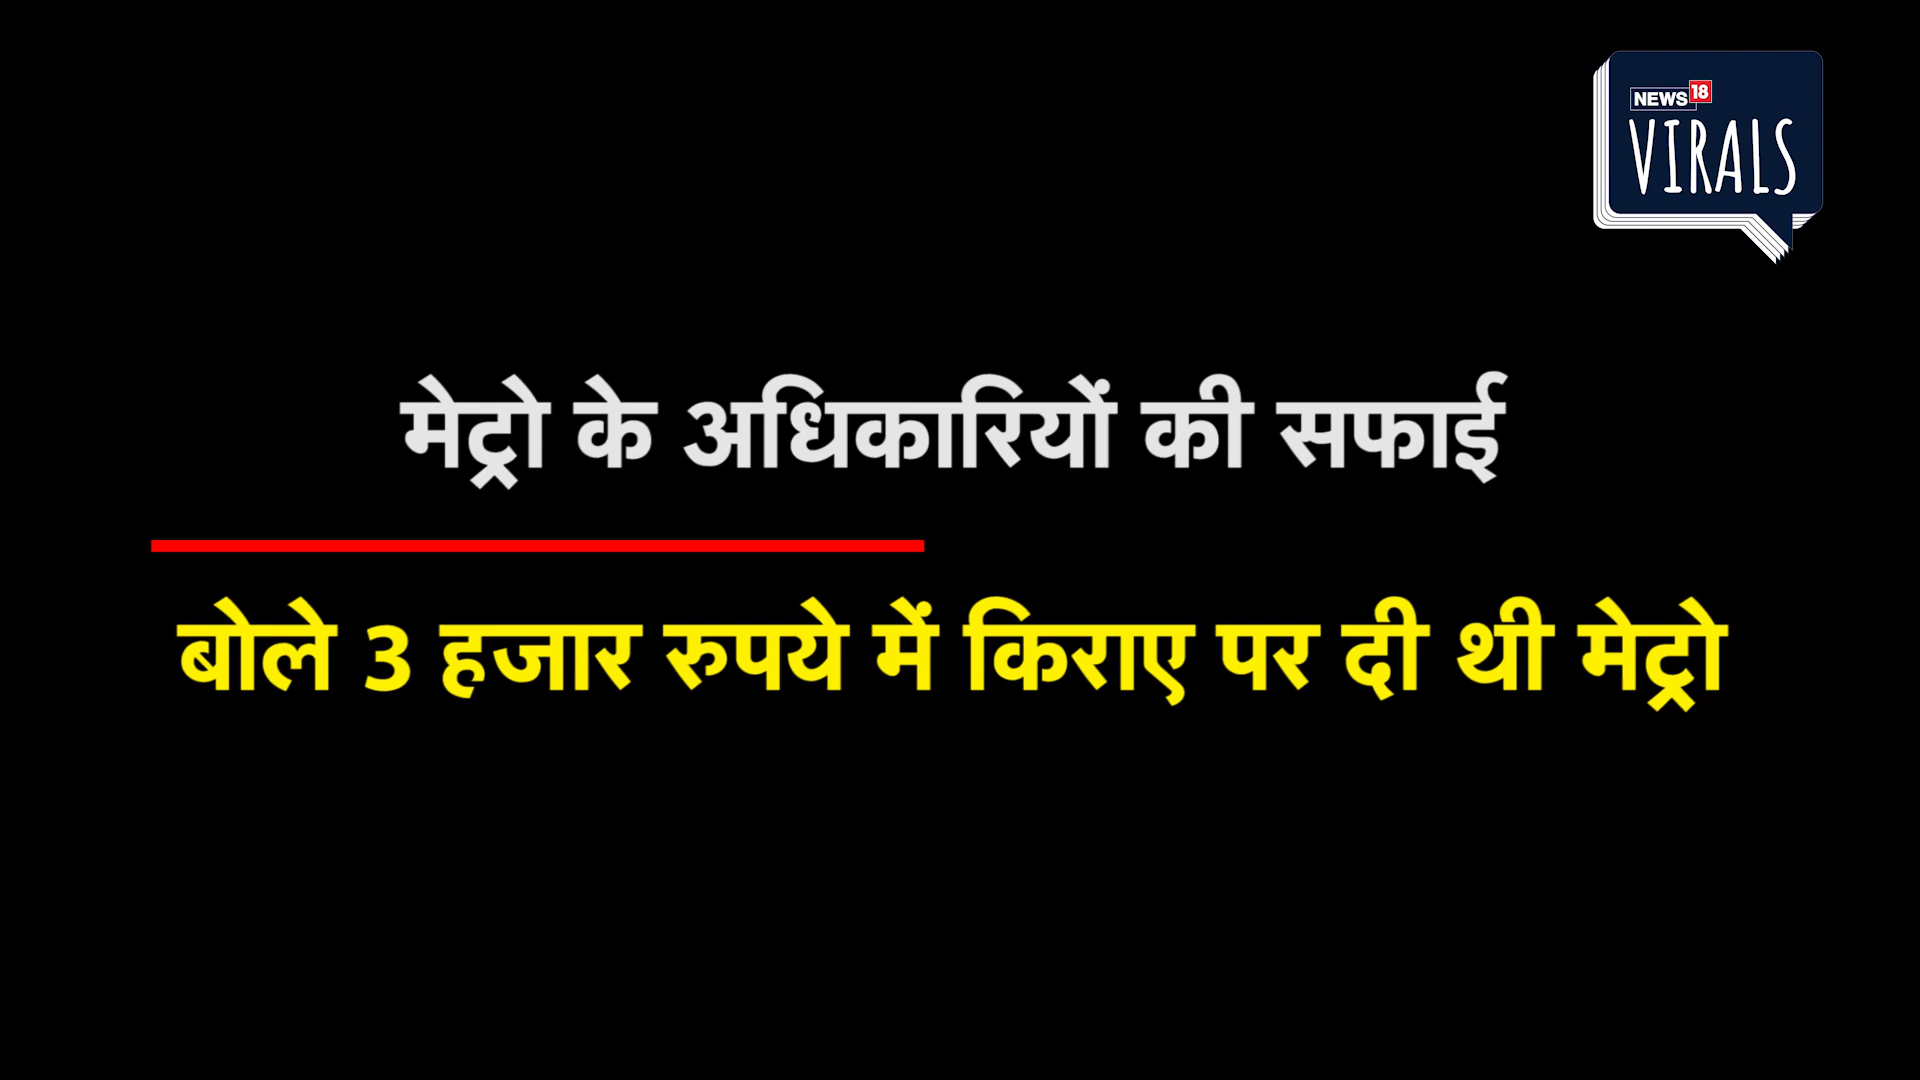 NEWS18
VIRALS
मेट्रो के अधिकारियों की सफाई
बोले 3 हजार रुपये में किराए पर दी थी मेट्रो